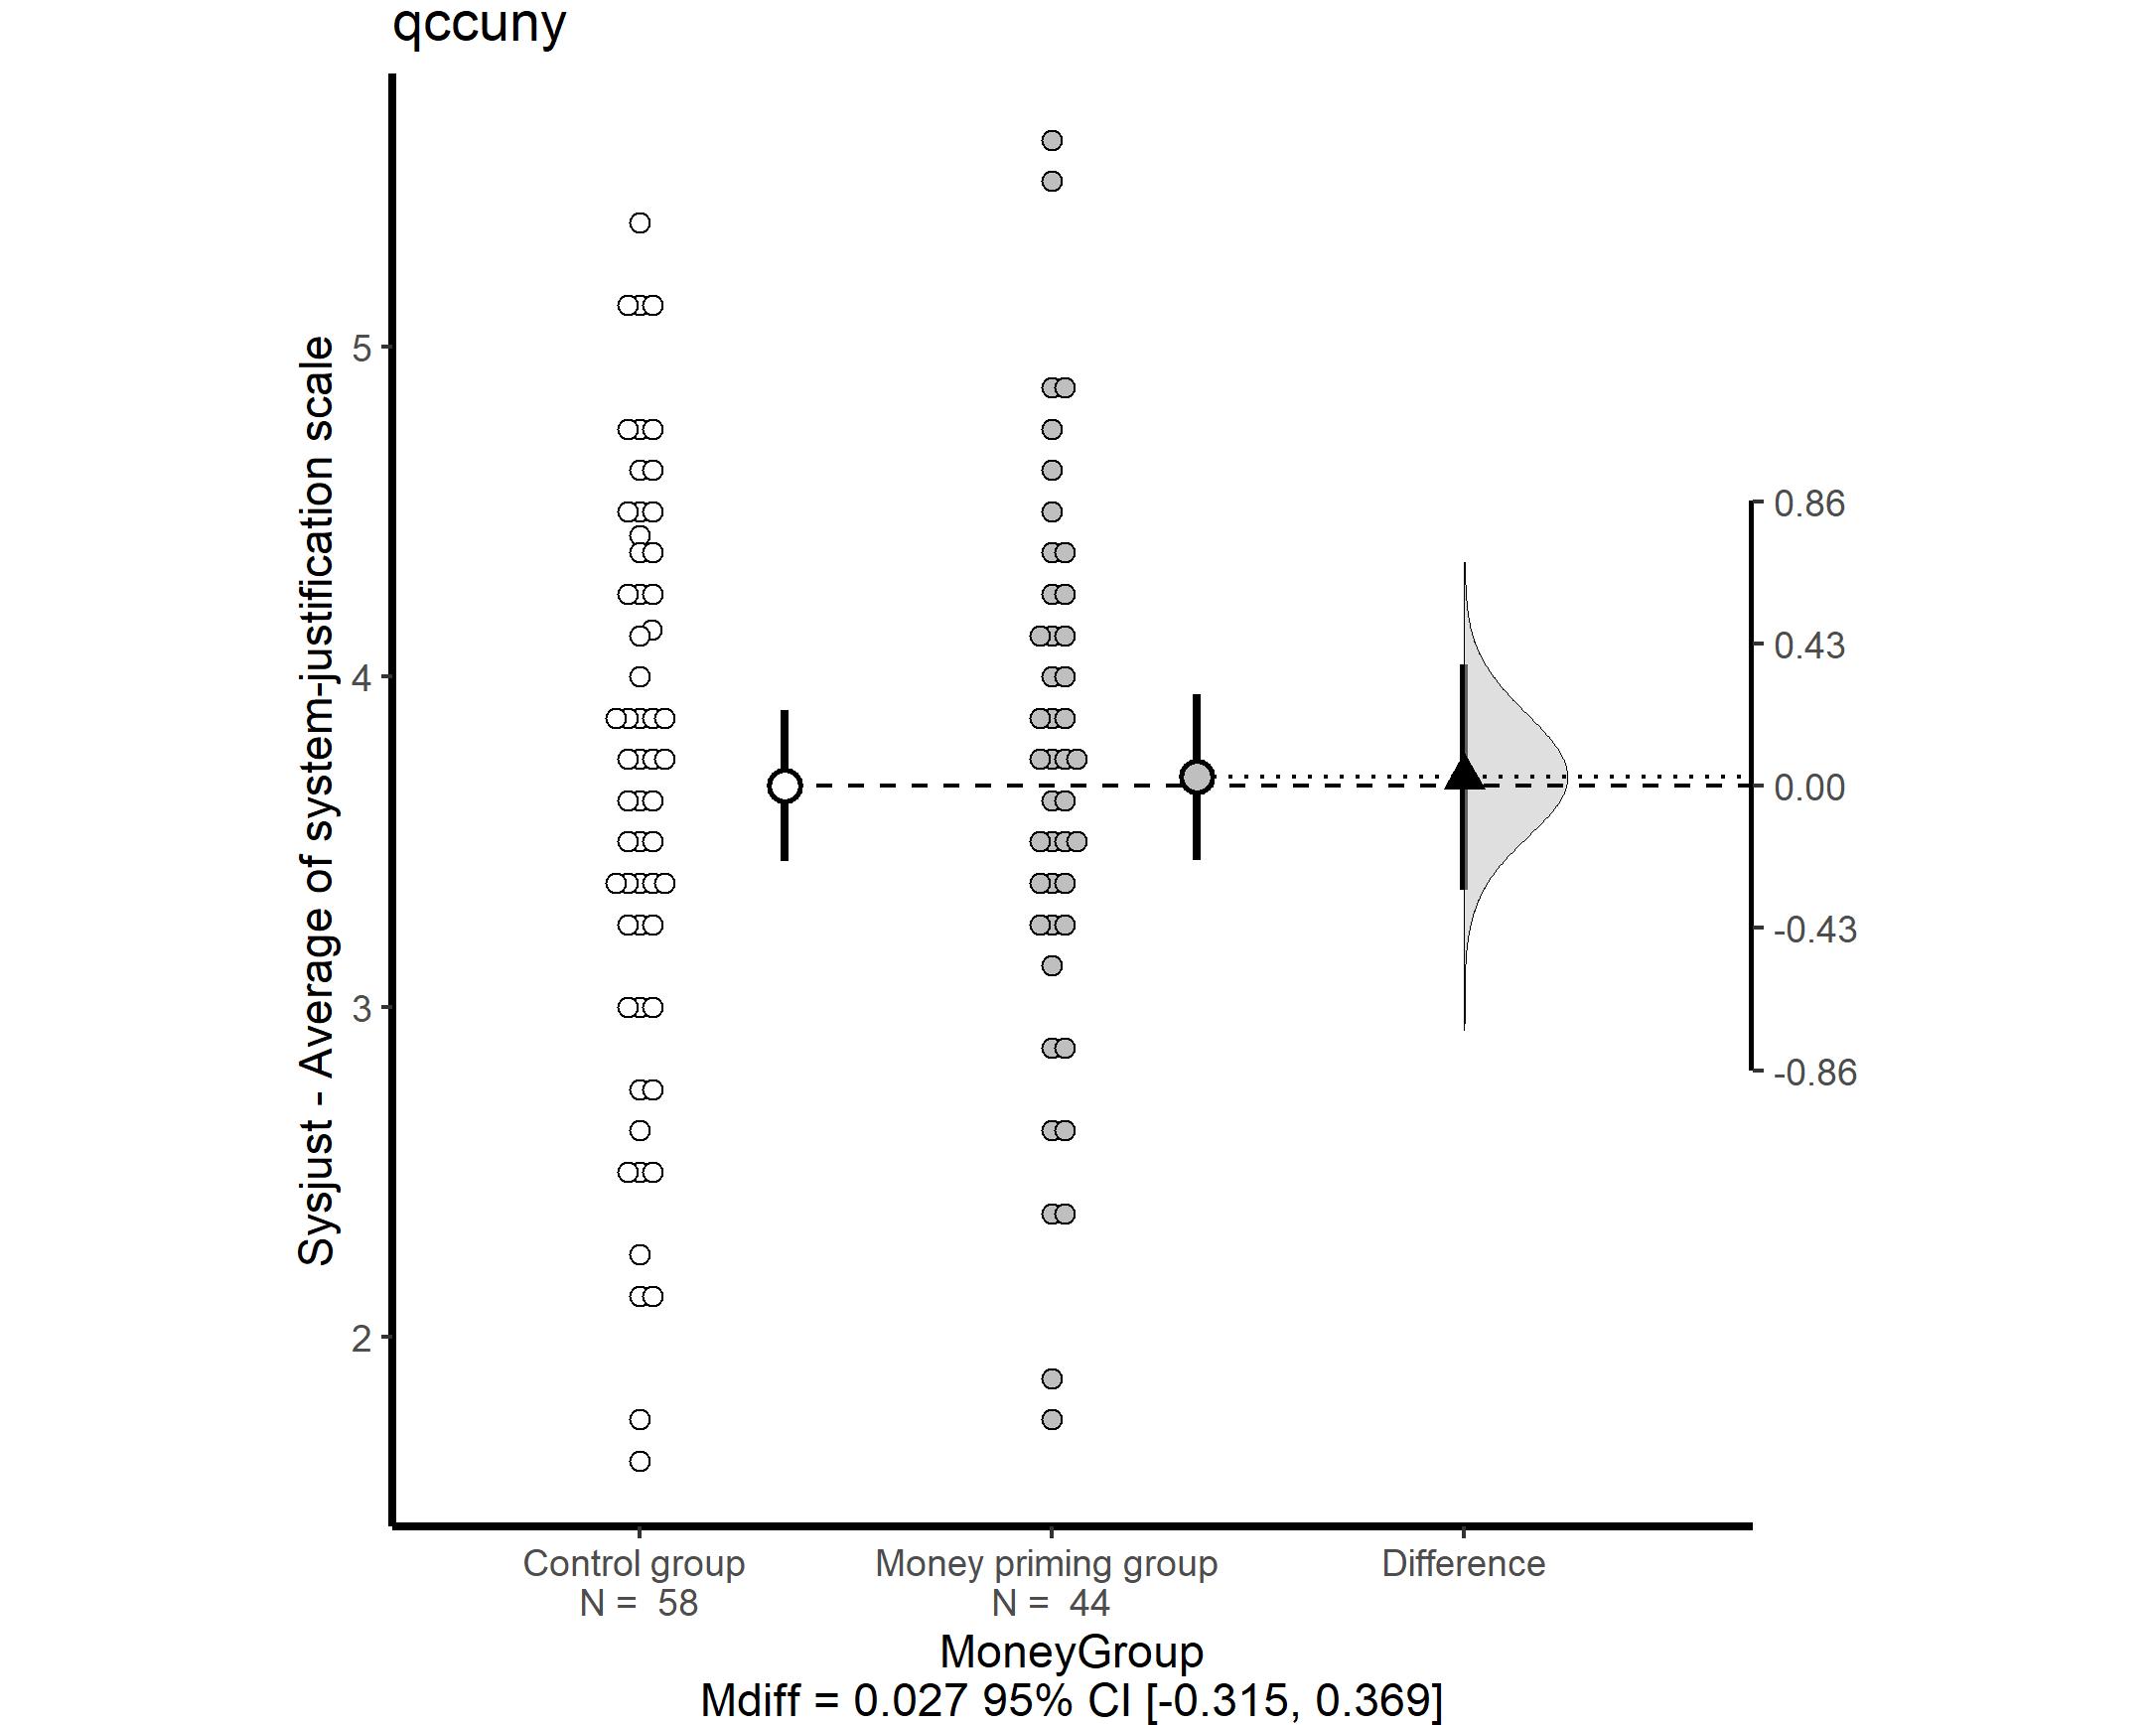 qccuny
Sysjust - Average of system-justification scale
5
4
3
2
0.86
0.43
0.00
-0.43
-0.86
Control group
N =  58
Money priming group
N =  44
Difference
MoneyGroup
Mdiff = 0.027 95% CI [-0.315, 0.369]